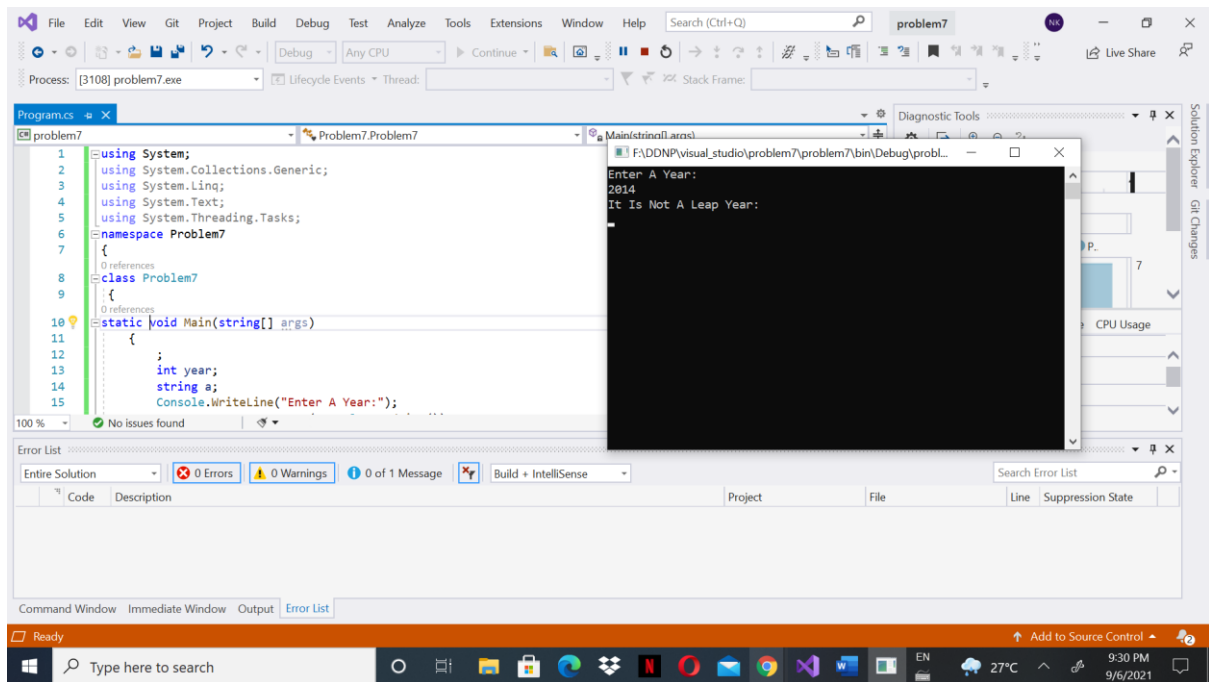 File Edit View Git Project Build Debug Test Analyze Tools Extensions Window Help Search (Ctrl+Q) problem7 NK
Debug Any CPU Continue Live Share
Process: [3108] problem7.exe Lifecycle Events Thread: Stack Frame:
Program.cs
Diagnostic Tools
problem7 Problem7.Problem7 Main(string[] args)
F:\DDNP\visual_studio\problem7\problem7\bin\Debug\probl...
Enter A Year:
2014
It Is Not A Leap Year:
1 using System;
2 using System.Collections.Generic;
3 using System.Linq;
4 using System.Text;
5 using System.Threading.Tasks;
6 namespace Problem7
7 {
0 references
8 class Problem7
9 {
0 references
10 static void Main(string[] args)
11 {
12 ;
13 int year;
14 string a;
15 Console.WriteLine("Enter A Year:");
P..
7
CPU Usage
Solution Explorer
Git Changes
100 % No issues found
Error List
Entire Solution 0 Errors 0 Warnings 0 of 1 Message Build + IntelliSense Search Error List
Code Description Project File Line Suppression State
Command Window Immediate Window Output Error List
Ready Add to Source Control 2
Type here to search EN 27°C 9:30 PM
9/6/2021